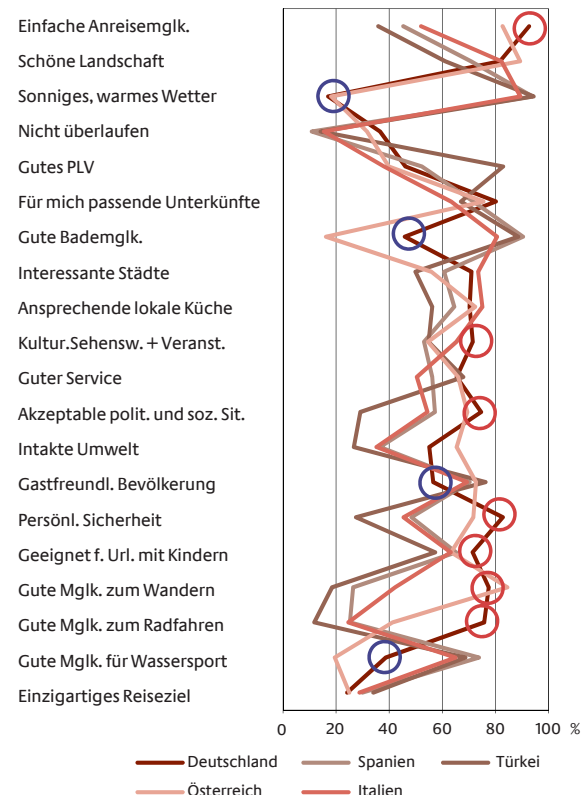 Einfache Anreisemglk.
Schöne Landschaft
Sonniges, warmes Wetter
Nicht überlaufen
Gutes PLV
Für mich passende Unterkünfte
Gute Bademglk.
Interessante Städte
Ansprechende lokale Küche
Kultur.Sehensw. + Veranst.
Guter Service
Akzeptable polit. und soz. Sit.
Intakte Umwelt
Gastfreundl. Bevölkerung
Persönl. Sicherheit
Geeignet f. Url. mit Kindern
Gute Mglk. zum Wandern
Gute Mglk. zum Radfahren
Gute Mglk. für Wassersport
Einzigartiges Reiseziel
0 20 40 60 80 100 %
Deutschland Spanien Türkei
Österreich Italien